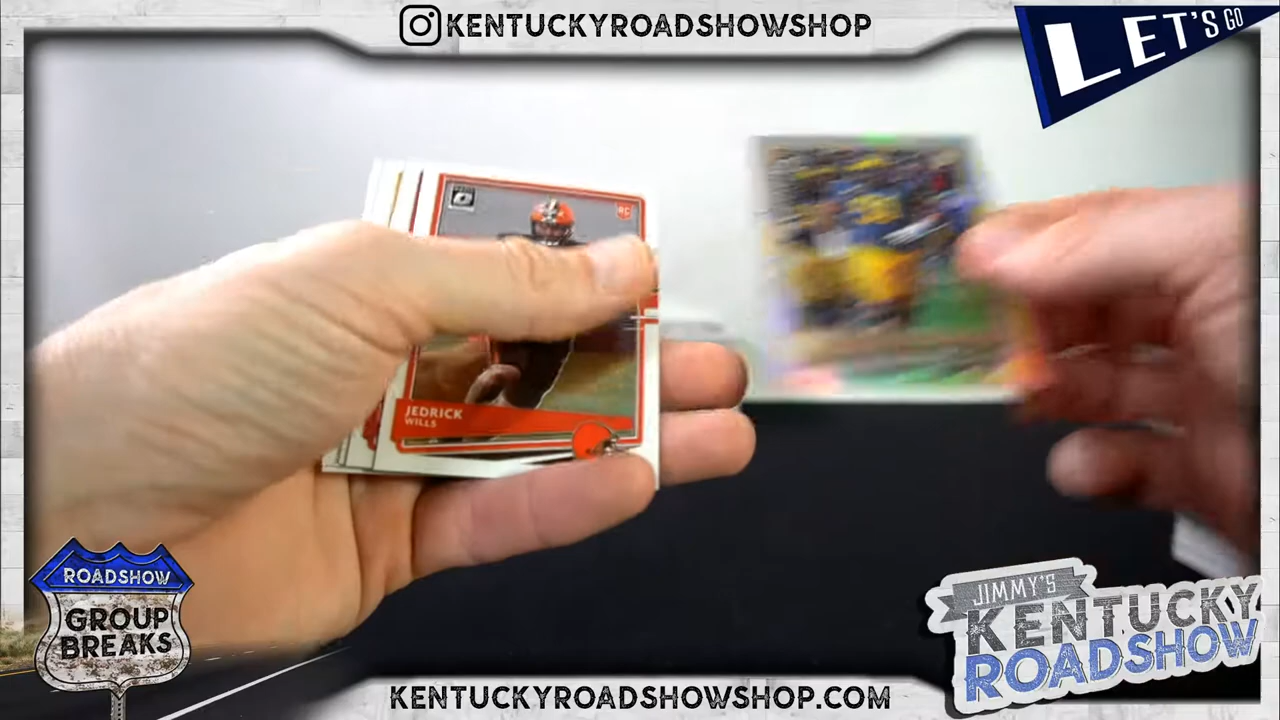 KENTUCKYROADSHOWSHOP
LET'S GO
RC
JEDRICK
WILLS
ROADSHOW
GROUP
BREAKS
JIMMY'S
KENTUCKY
ROADSHOW
KENTUCKYROADSHOWSHOP.COM